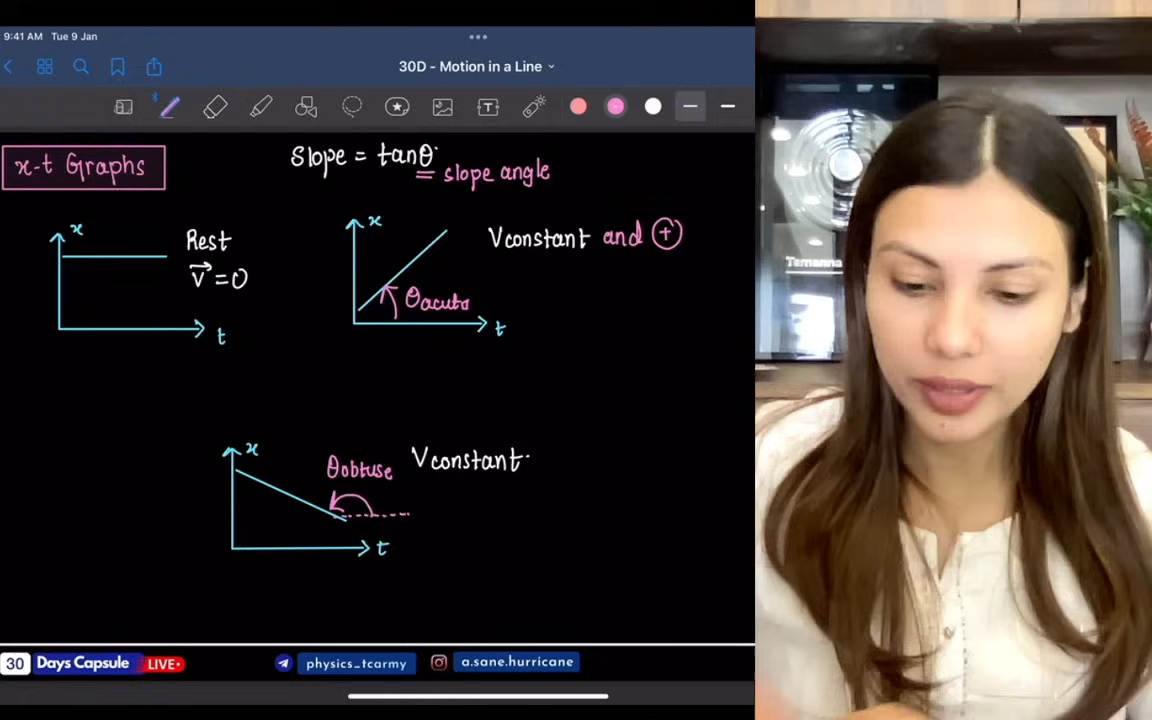 9:41 AM Tue 9 Jan
30D - Motion in a Line
T
x-t Graphs
Slope = tanθ
= slope angle
x
Rest
V = 0
t
x
Vconstant and +
θacute
t
x
θobtuse
Vconstant
t
30 Days Capsule LIVE
physics_tcarmy
a.sane.hurricane